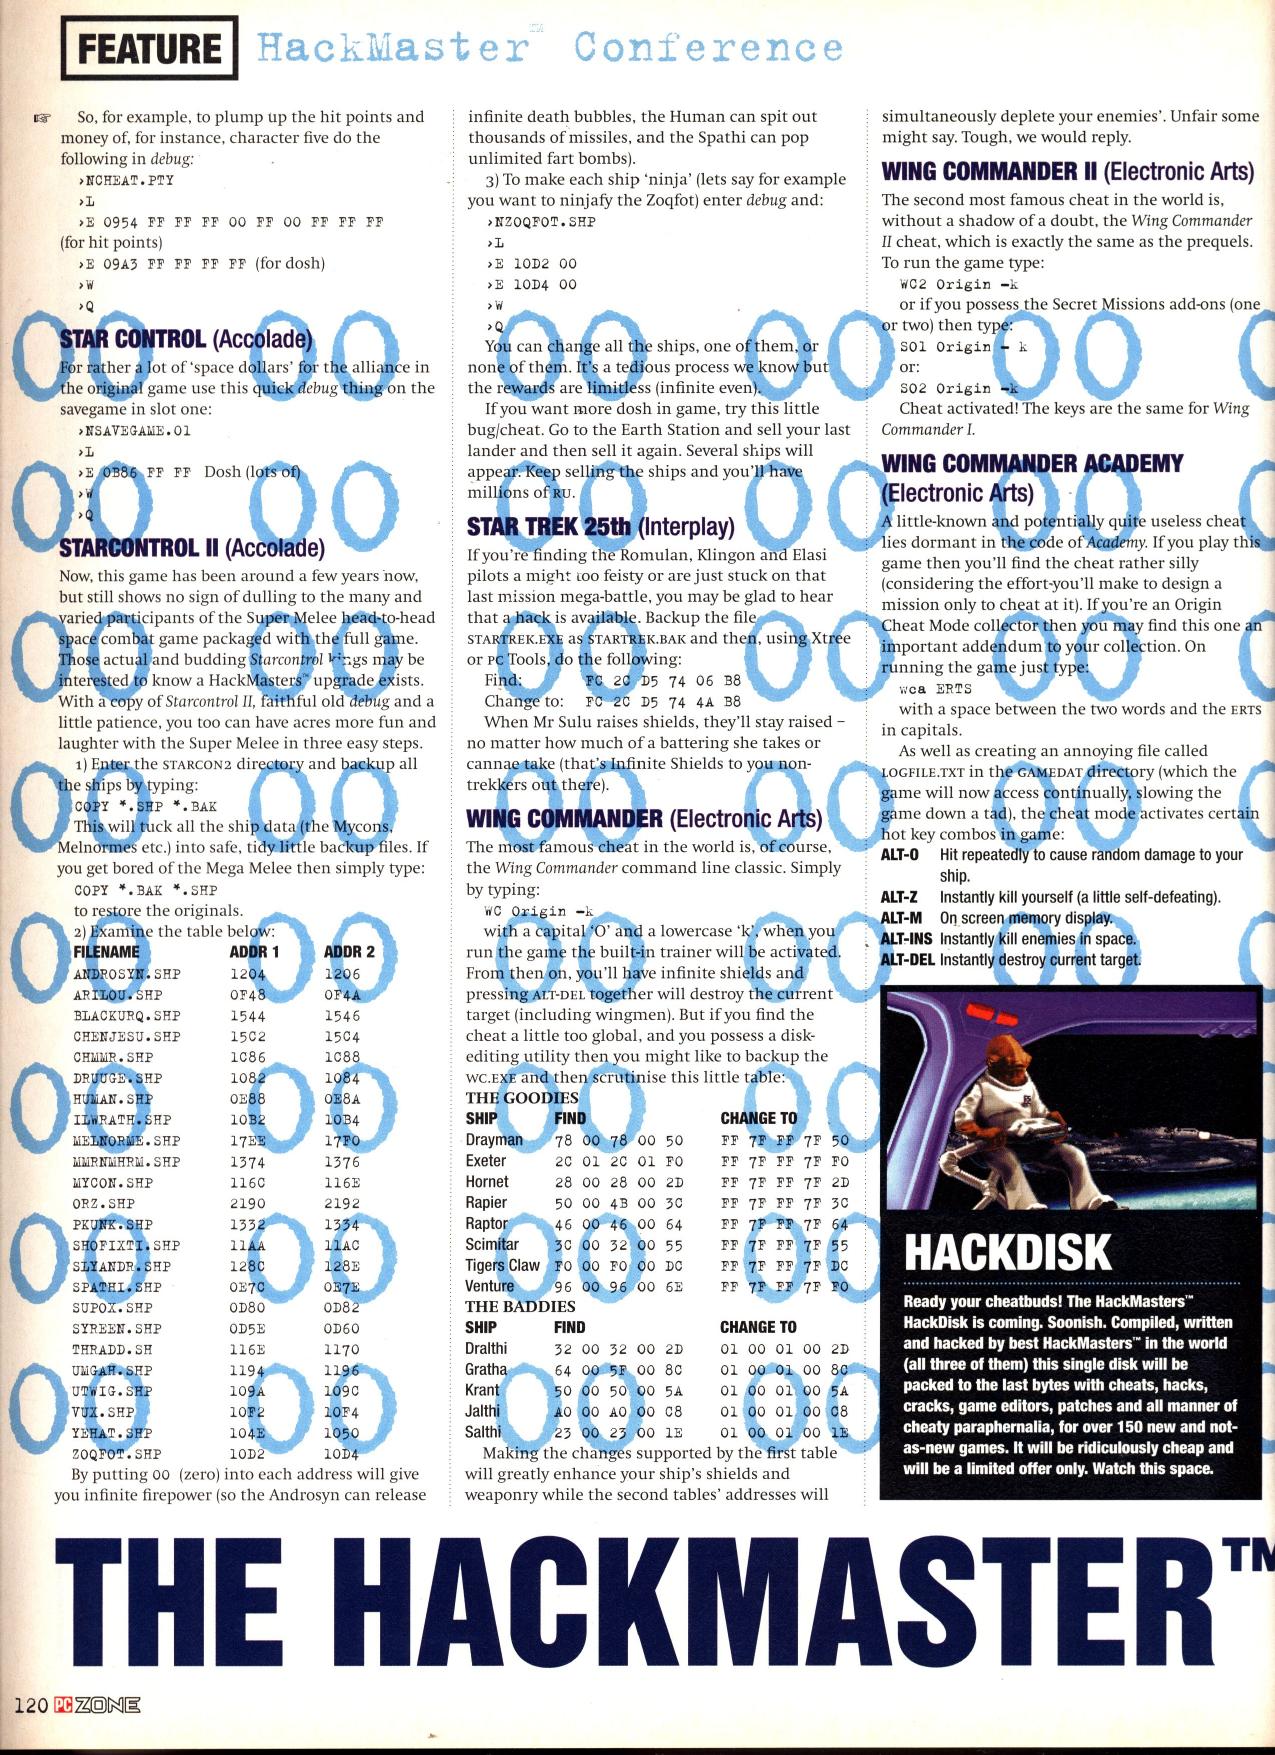 FEATURE HackMaster™ Conference
☞ So, for example, to plump up the hit points and
money of, for instance, character five do the
following in debug:
>NCHEAT.PTY
>L
>E 0954 FF FF FF 00 FF 00 FF FF FF
(for hit points)
>E 09A3 FF FF FF FF (for dosh)
>W
>Q
STAR CONTROL (Accolade)
For rather a lot of 'space dollars' for the alliance in
the original game use this quick debug thing on the
savegame in slot one:
>NSAVEGAME.01
>L
>E 0B86 FF FF Dosh (lots of)
>W
>Q
STARCONTROL II (Accolade)
Now, this game has been around a few years now,
but still shows no sign of dulling to the many and
varied participants of the Super Melee head-to-head
space combat game packaged with the full game.
Those actual and budding Starcontrol kings may be
interested to know a HackMasters™ upgrade exists.
With a copy of Starcontrol II, faithful old debug and a
little patience, you too can have acres more fun and
laughter with the Super Melee in three easy steps.
1) Enter the STARCON2 directory and backup all
the ships by typing:
COPY *.SHP *.BAK
This will tuck all the ship data (the Mycons,
Melnormes etc.) into safe, tidy little backup files. If
you get bored of the Mega Melee then simply type:
COPY *.BAK *.SHP
to restore the originals.
2) Examine the table below:
FILENAME ADDR 1 ADDR 2
ANDROSYN.SHP 1204 1206
ARILOU.SHP 0F48 0F4A
BLACKURQ.SHP 1544 1546
CHENJESU.SHP 15C2 15C4
CHMMR.SHP 1C86 1C88
DRUUGE.SHP 1082 1084
HUMAN.SHP 0E88 0E8A
ILWRATH.SHP 10B2 10B4
MELNORME.SHP 17EE 17F0
MMRNMHRM.SHP 1374 1376
MYCON.SHP 116C 116E
ORZ.SHP 2190 2192
PKUNK.SHP 1332 1334
SHOFIXTI.SHP 11AA 11AC
SLYANDR.SHP 128C 128E
SPATHI.SHP 0E7C 0E7E
SUPOX.SHP 0D80 0D82
SYREEN.SHP 0D5E 0D60
THRADD.SH 116E 1170
UMGAH.SHP 1194 1196
UTWIG.SHP 109A 109C
VUX.SHP 10F2 10F4
YEHAT.SHP 104E 1050
ZOQFOT.SHP 10D2 10D4
By putting 00 (zero) into each address will give
you infinite firepower (so the Androsyn can release
infinite death bubbles, the Human can spit out
thousands of missiles, and the Spathi can pop
unlimited fart bombs).
3) To make each ship 'ninja' (lets say for example
you want to ninjafy the Zoqfot) enter debug and:
>NZOQFOT.SHP
>L
>E 10D2 00
>E 10D4 00
>W
>Q
You can change all the ships, one of them, or
none of them. It's a tedious process we know but
the rewards are limitless (infinite even).
If you want more dosh in game, try this little
bug/cheat. Go to the Earth Station and sell your last
lander and then sell it again. Several ships will
appear. Keep selling the ships and you'll have
millions of RU.
STAR TREK 25th (Interplay)
If you're finding the Romulan, Klingon and Elasi
pilots a might too feisty or are just stuck on that
last mission mega-battle, you may be glad to hear
that a hack is available. Backup the file
STARTREK.EXE as STARTREK.BAK and then, using Xtree
or PC Tools, do the following:
Find: FC 2C D5 74 06 B8
Change to: FC 2C D5 74 4A B8
When Mr Sulu raises shields, they'll stay raised –
no matter how much of a battering she takes or
cannae take (that's Infinite Shields to you non-
trekkers out there).
WING COMMANDER (Electronic Arts)
The most famous cheat in the world is, of course,
the Wing Commander command line classic. Simply
by typing:
WC Origin –k
with a capital 'O' and a lowercase 'k', when you
run the game the built-in trainer will be activated.
From then on, you'll have infinite shields and
pressing ALT-DEL together will destroy the current
target (including wingmen). But if you find the
cheat a little too global, and you possess a disk-
editing utility then you might like to backup the
WC.EXE and then scrutinise this little table:
THE GOODIES
SHIP FIND CHANGE TO
Drayman 78 00 78 00 50 FF 7F FF 7F 50
Exeter 2C 01 2C 01 F0 FF 7F FF 7F F0
Hornet 28 00 28 00 2D FF 7F FF 7F 2D
Rapier 50 00 4B 00 3C FF 7F FF 7F 3C
Raptor 46 00 46 00 64 FF 7F FF 7F 64
Scimitar 3C 00 32 00 55 FF 7F FF 7F 55
Tigers Claw F0 00 F0 00 DC FF 7F FF 7F DC
Venture 96 00 96 00 6E FF 7F FF 7F F0
THE BADDIES
SHIP FIND CHANGE TO
Dralthi 32 00 32 00 2D 01 00 01 00 2D
Gratha 64 00 5F 00 8C 01 00 01 00 8C
Krant 50 00 50 00 5A 01 00 01 00 5A
Jalthi A0 00 A0 00 C8 01 00 01 00 C8
Salthi 23 00 23 00 1E 01 00 01 00 1E
Making the changes supported by the first table
will greatly enhance your ship's shields and
weaponry while the second tables' addresses will
simultaneously deplete your enemies'. Unfair some
might say. Tough, we would reply.
WING COMMANDER II (Electronic Arts)
The second most famous cheat in the world is,
without a shadow of a doubt, the Wing Commander
II cheat, which is exactly the same as the prequels.
To run the game type:
WC2 Origin –k
or if you possess the Secret Missions add-ons (one
or two) then type:
SO1 Origin – k
or:
SO2 Origin –k
Cheat activated! The keys are the same for Wing
Commander I.
WING COMMANDER ACADEMY
(Electronic Arts)
A little-known and potentially quite useless cheat
lies dormant in the code of Academy. If you play this
game then you'll find the cheat rather silly
(considering the effort you'll make to design a
mission only to cheat at it). If you're an Origin
Cheat Mode collector then you may find this one an
important addendum to your collection. On
running the game just type:
wca ERTS
with a space between the two words and the ERTS
in capitals.
As well as creating an annoying file called
LOGFILE.TXT in the GAMEDAT directory (which the
game will now access continually, slowing the
game down a tad), the cheat mode activates certain
hot key combos in game:
ALT-O Hit repeatedly to cause random damage to your
ship.
ALT-Z Instantly kill yourself (a little self-defeating).
ALT-M On screen memory display.
ALT-INS Instantly kill enemies in space.
ALT-DEL Instantly destroy current target.
HACKDISK
Ready your cheatbuds! The HackMasters™
HackDisk is coming. Soonish. Compiled, written
and hacked by best HackMasters™ in the world
(all three of them) this single disk will be
packed to the last bytes with cheats, hacks,
cracks, game editors, patches and all manner of
cheaty paraphernalia, for over 150 new and not-
as-new games. It will be ridiculously cheap and
will be a limited offer only. Watch this space.
THE HACKMASTER™
120 PC ZONE